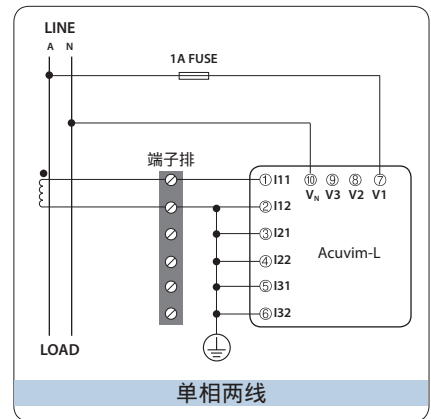 LINE
A N
1A FUSE
端子排
①I11 ⑩ ⑨ ⑧ ⑦
VN V3 V2 V1
②I12
③I21
Acuvim-L
④I22
⑤I31
⑥I32
LOAD
单相两线